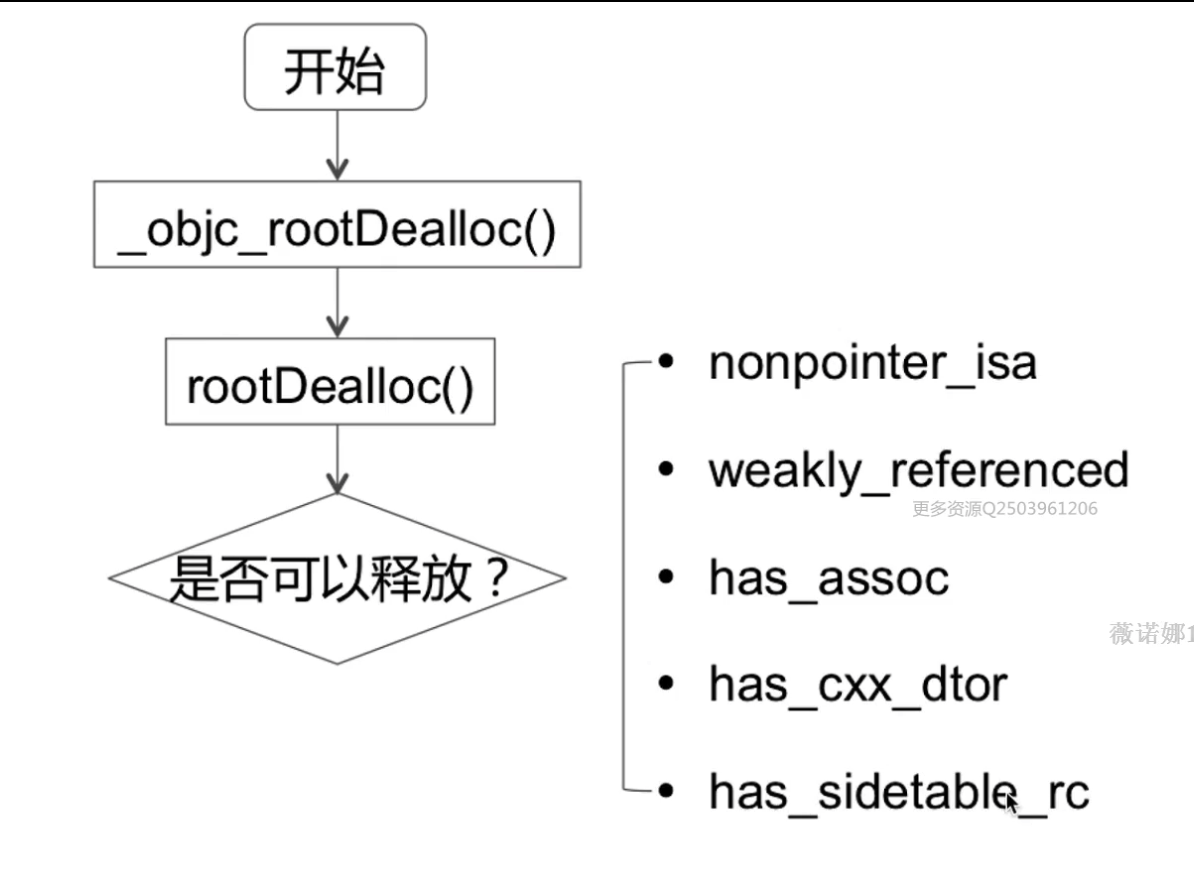 开始
_objc_rootDealloc()
rootDealloc()
是否可以释放？
• nonpointer_isa
• weakly_referenced
更多资源Q2503961206
• has_assoc
薇诺娜1
• has_cxx_dtor
• has_sidetable_rc